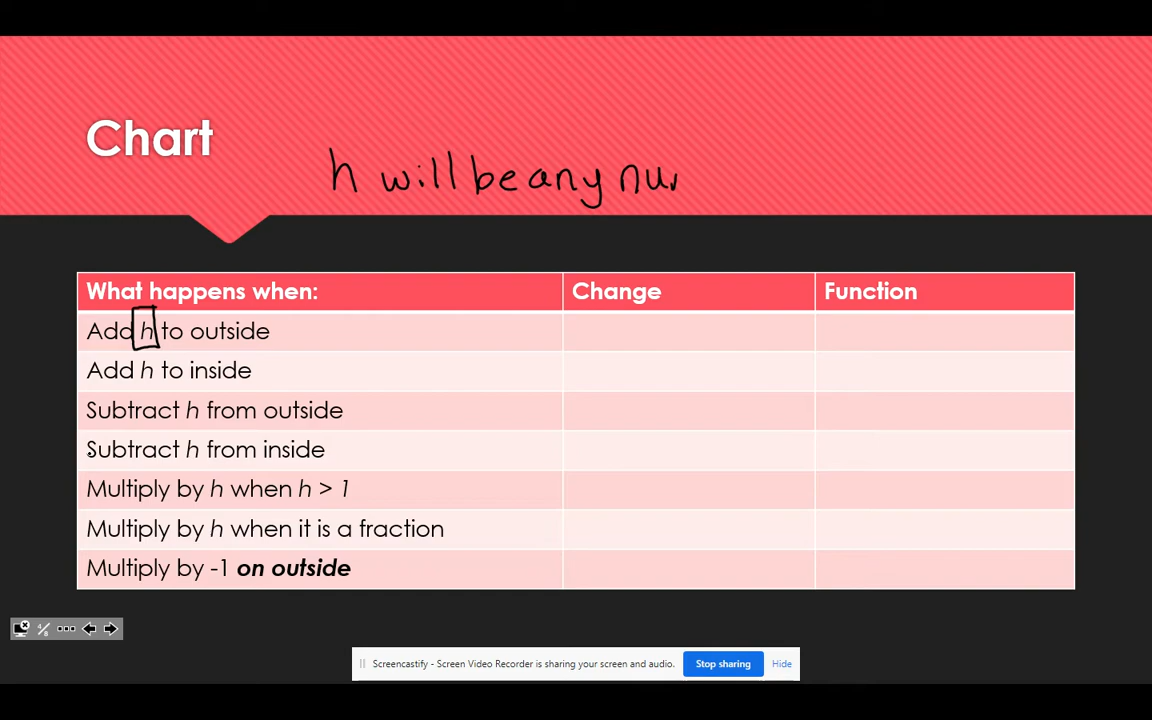 Chart
h will be any nu
What happens when:
Change
Function
Add h to outside
Add h to inside
Subtract h from outside
Subtract h from inside
Multiply by h when h > 1
Multiply by h when it is a fraction
Multiply by -1 on outside
4/8
Screencastify - Screen Video Recorder is sharing your screen and audio.
Stop sharing
Hide